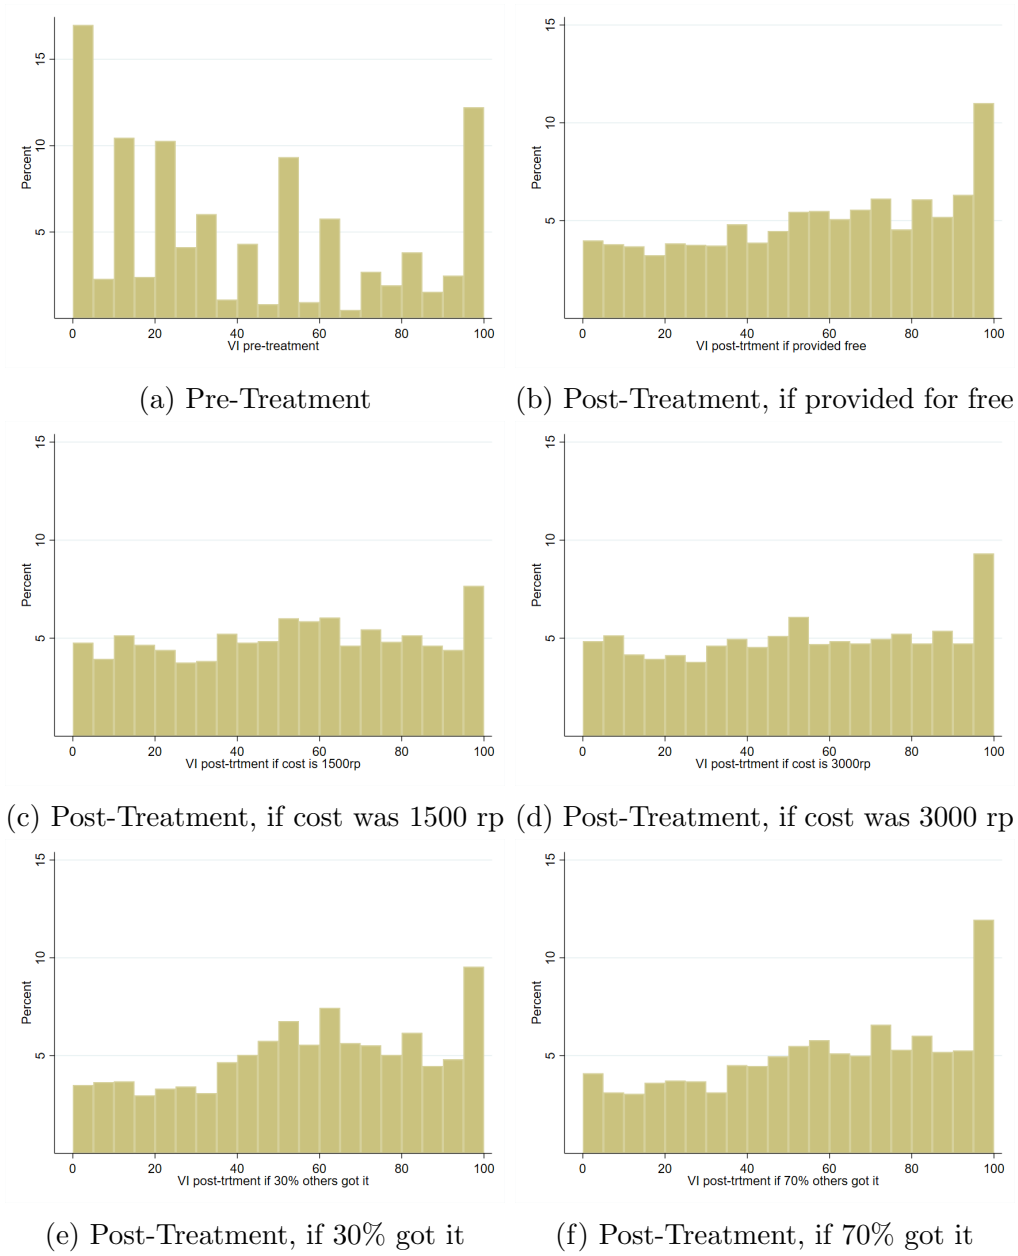 15
10
5
Percent
0 20 40 60 80 100
VI pre-treatment
(a) Pre-Treatment
15
10
5
Percent
0 20 40 60 80 100
VI post-trtment if provided free
(b) Post-Treatment, if provided for free
15
10
5
Percent
0 20 40 60 80 100
VI post-trtment if cost is 1500rp
(c) Post-Treatment, if cost was 1500 rp
15
10
5
Percent
0 20 40 60 80 100
VI post-trtment if cost is 3000rp
(d) Post-Treatment, if cost was 3000 rp
15
10
5
Percent
0 20 40 60 80 100
VI post-trtment if 30% others got it
(e) Post-Treatment, if 30% got it
15
10
5
Percent
0 20 40 60 80 100
VI post-trtment if 70% others got it
(f) Post-Treatment, if 70% got it